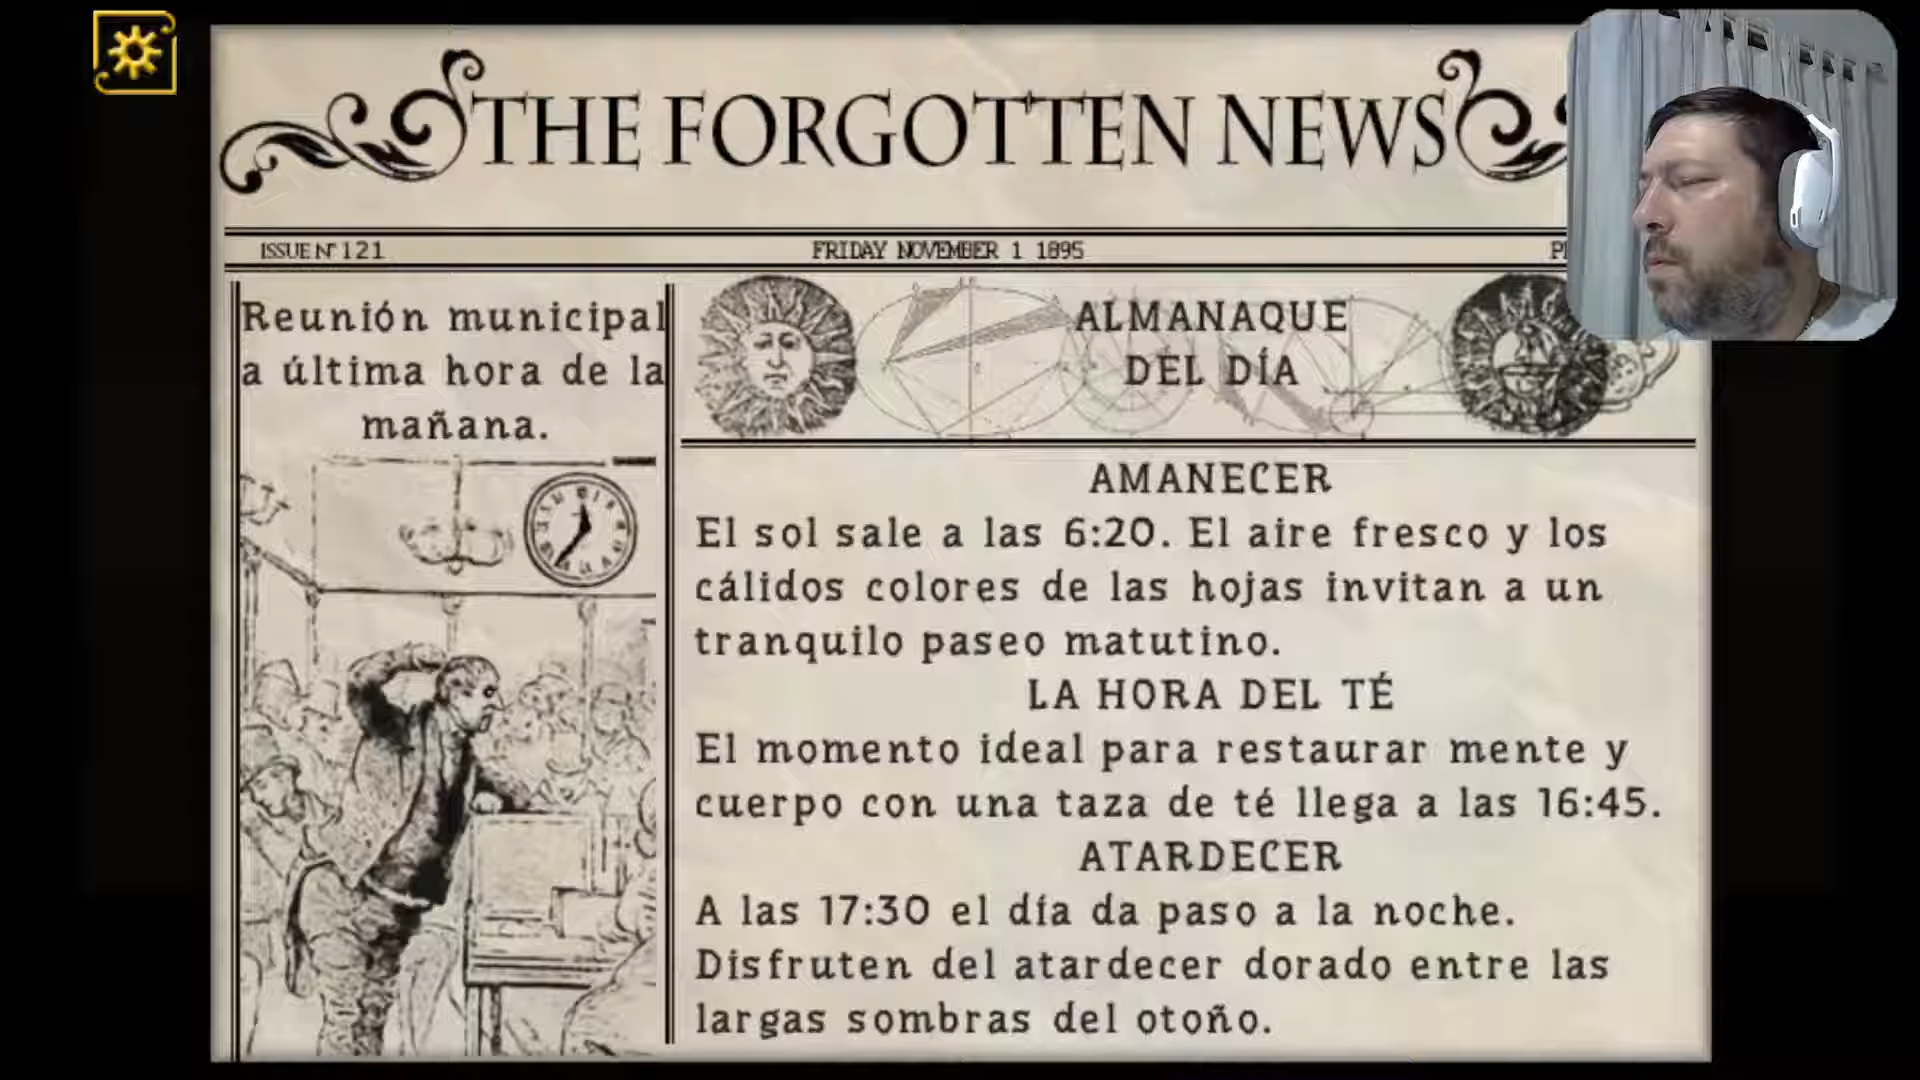 THE FORGOTTEN NEWS
ISSUE Nº 121
FRIDAY NOVEMBER 1 1895
Reunión municipal
a última hora de la
mañana.
ALMANAQUE
DEL DÍA
AMANECER
El sol sale a las 6:20. El aire fresco y los
cálidos colores de las hojas invitan a un
tranquilo paseo matutino.
LA HORA DEL TÉ
El momento ideal para restaurar mente y
cuerpo con una taza de té llega a las 16:45.
ATARDECER
A las 17:30 el día da paso a la noche.
Disfruten del atardecer dorado entre las
largas sombras del otoño.